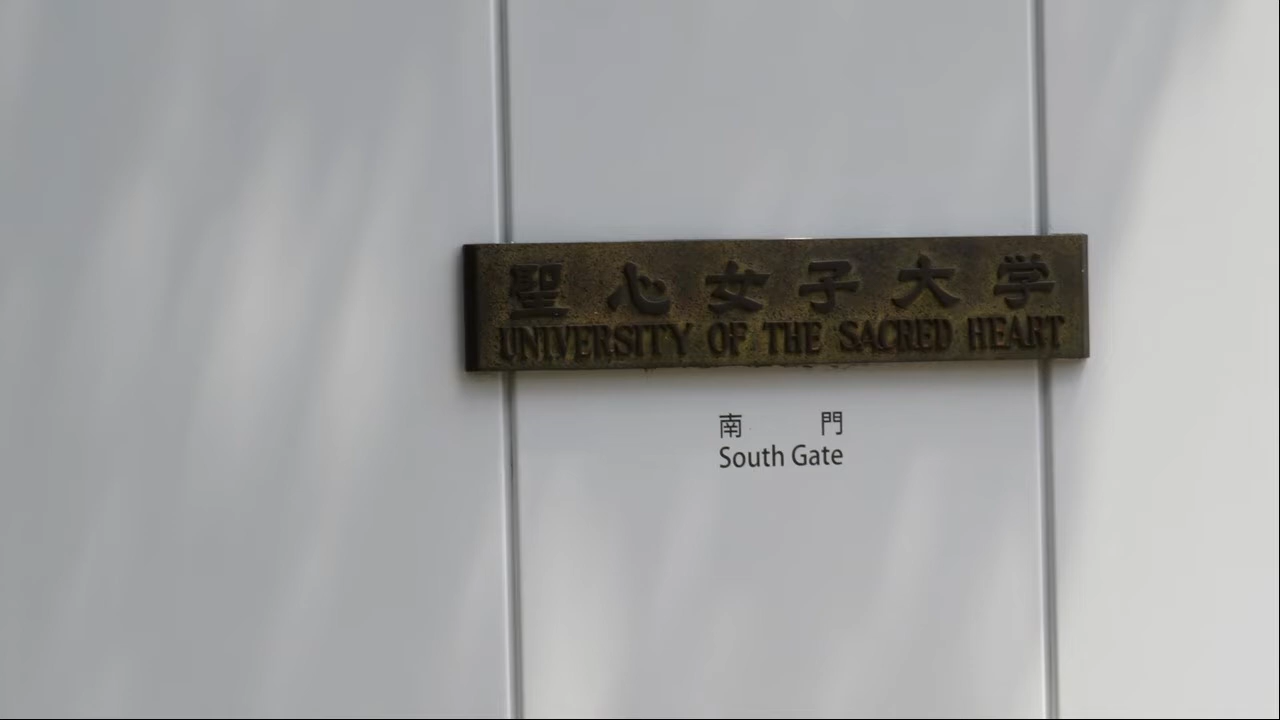 聖心女子大学
UNIVERSITY OF THE SACRED HEART
南 門
South Gate